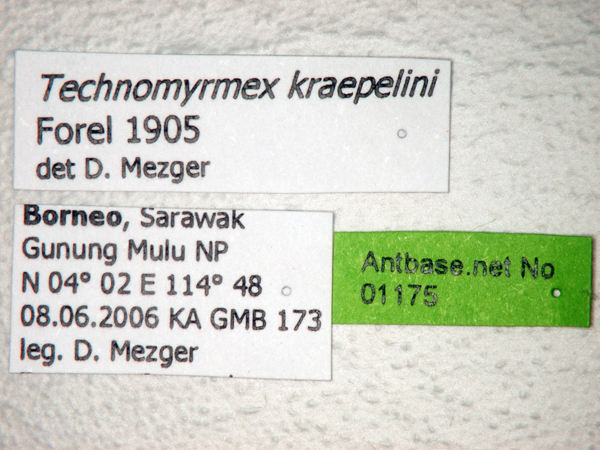 Technomyrmex kraepelini
Forel 1905
det D. Mezger
Borneo, Sarawak
Gunung Mulu NP
N 04° 02 E 114° 48
08.06.2006 KA GMB 173
leg. D. Mezger
Antbase.net No
01175